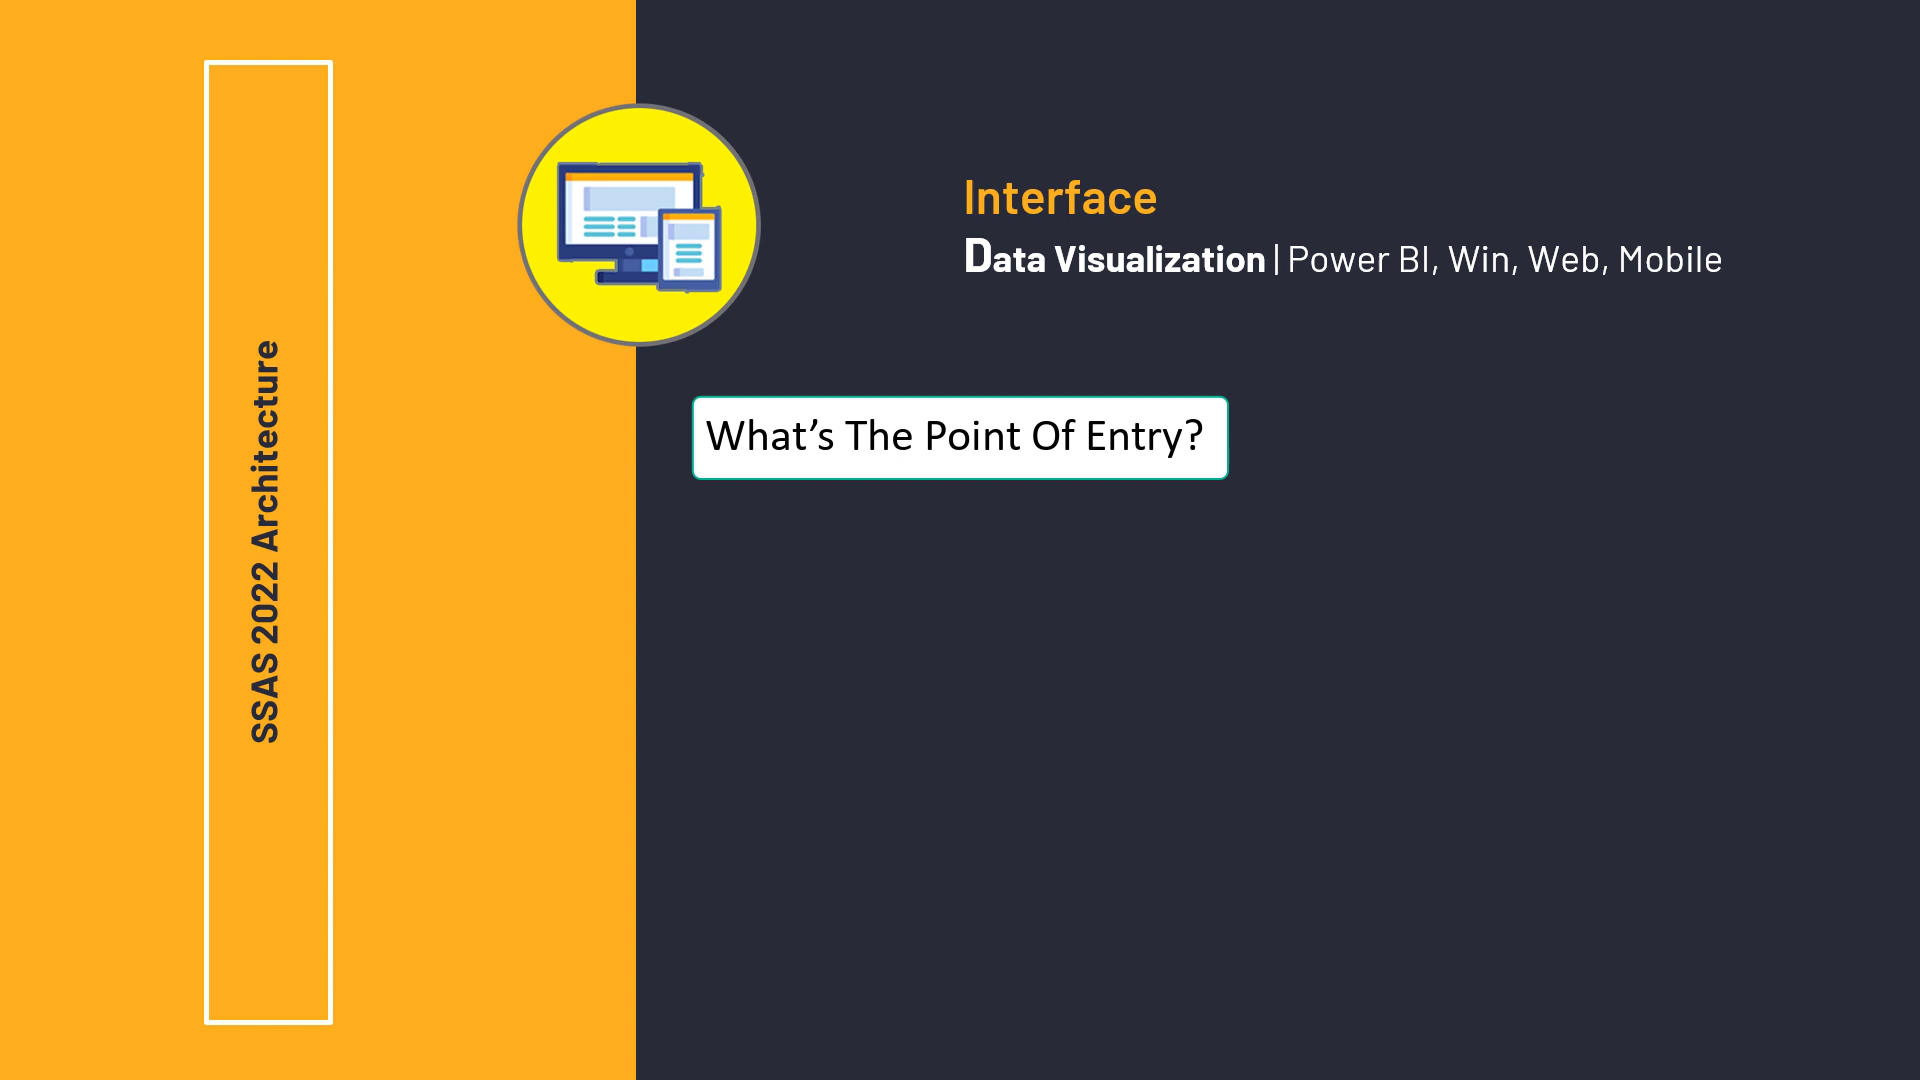 SSAS 2022 Architecture
Interface
Data Visualization | Power BI, Win, Web, Mobile
What’s The Point Of Entry?